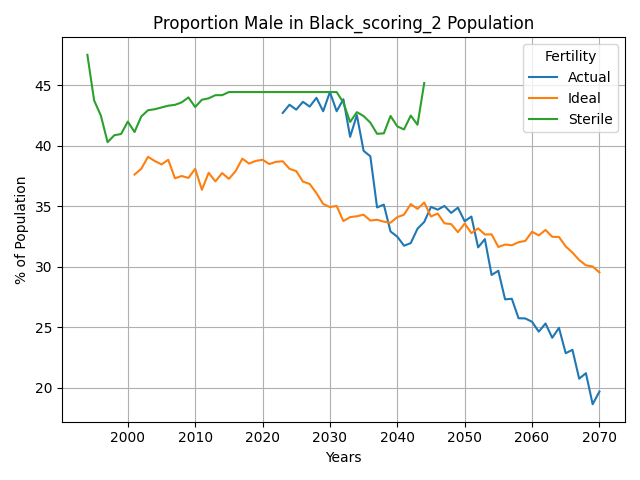 Proportion Male in Black_scoring_2 Population
Fertility
Actual
Ideal
Sterile
% of Population
45
40
35
30
25
20
2000
2010
2020
2030
2040
2050
2060
2070
Years